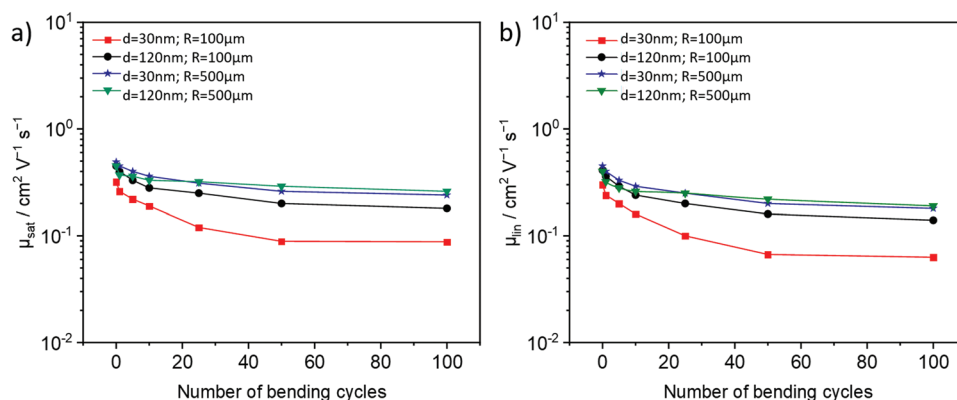 a)
d=30nm; R=100µm
d=120nm; R=100µm
d=30nm; R=500µm
d=120nm; R=500µm
10¹
10⁰
10⁻¹
10⁻²
µsat / cm² V⁻¹ s⁻¹
0 20 40 60 80 100
Number of bending cycles
b)
d=30nm; R=100µm
d=120nm; R=100µm
d=30nm; R=500µm
d=120nm; R=500µm
10¹
10⁰
10⁻¹
10⁻²
µlin / cm² V⁻¹ s⁻¹
0 20 40 60 80 100
Number of bending cycles